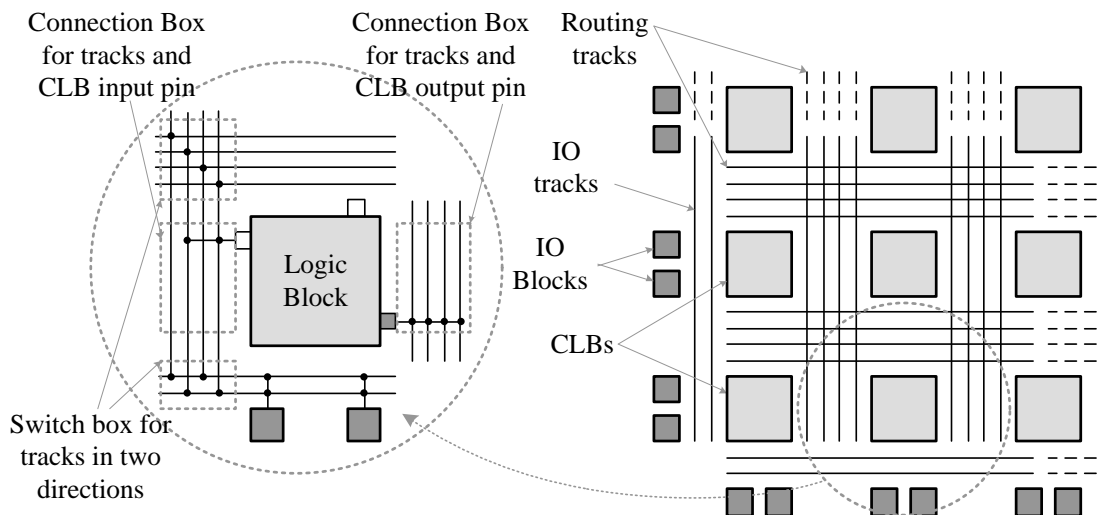 Connection Box
for tracks and
CLB input pin
Connection Box
for tracks and
CLB output pin
Logic
Block
Switch box for
tracks in two
directions
Routing
tracks
IO
tracks
IO
Blocks
CLBs